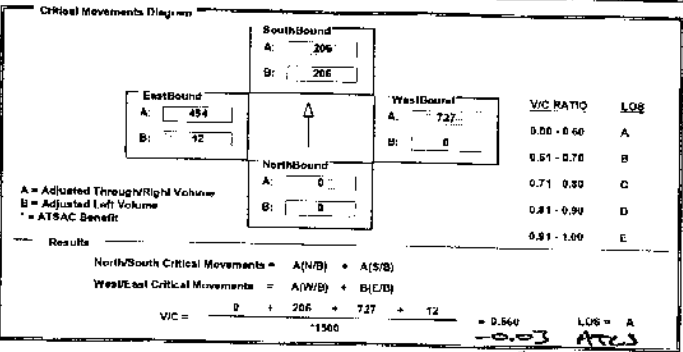 Critical Movements Diagram
SouthBound
A: 206
B: 206
EastBound
A: 454
B: 12
WestBound
A: 727
B: 0
NorthBound
A: 0
B: 0
A = Adjusted Through/Right Volume
B = Adjusted Left Volume
* = ATSAC Benefit
V/C RATIO LOS
0.00 - 0.60 A
0.61 - 0.70 B
0.71 0.80 C
0.81 - 0.90 D
0.91 - 1.00 E
Results
North/South Critical Movements = A(N/B) + A(S/B)
West/East Critical Movements = A(W/B) + B(E/B)
V/C = 0 + 206 + 727 + 12
*1500
= 0.560 LOS = A
-0.03 ATCS